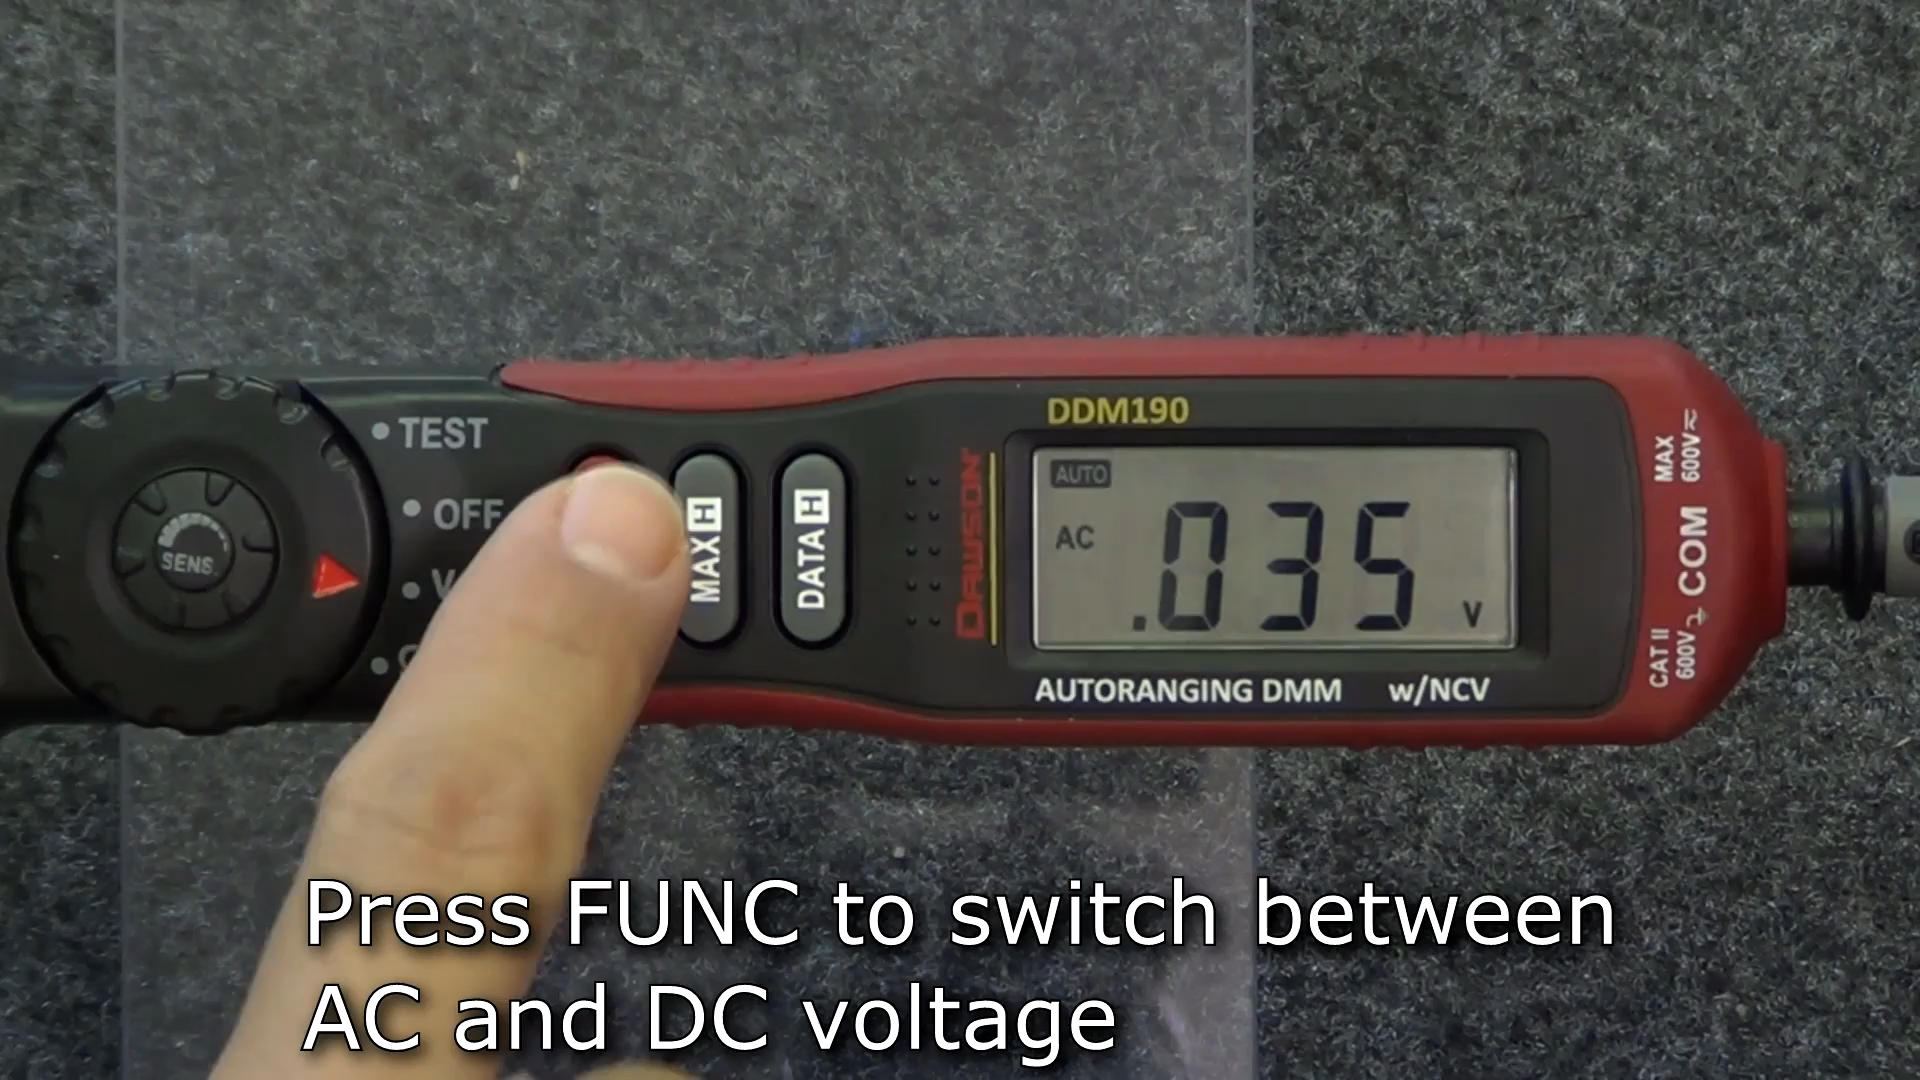 TEST
OFF
SENS.
MAX H
DATA H
DAWSON
DDM190
AUTO
AC
.035
V
AUTORANGING DMM w/NCV
MAX
600V
COM
CAT II
600V
Press FUNC to switch between
AC and DC voltage